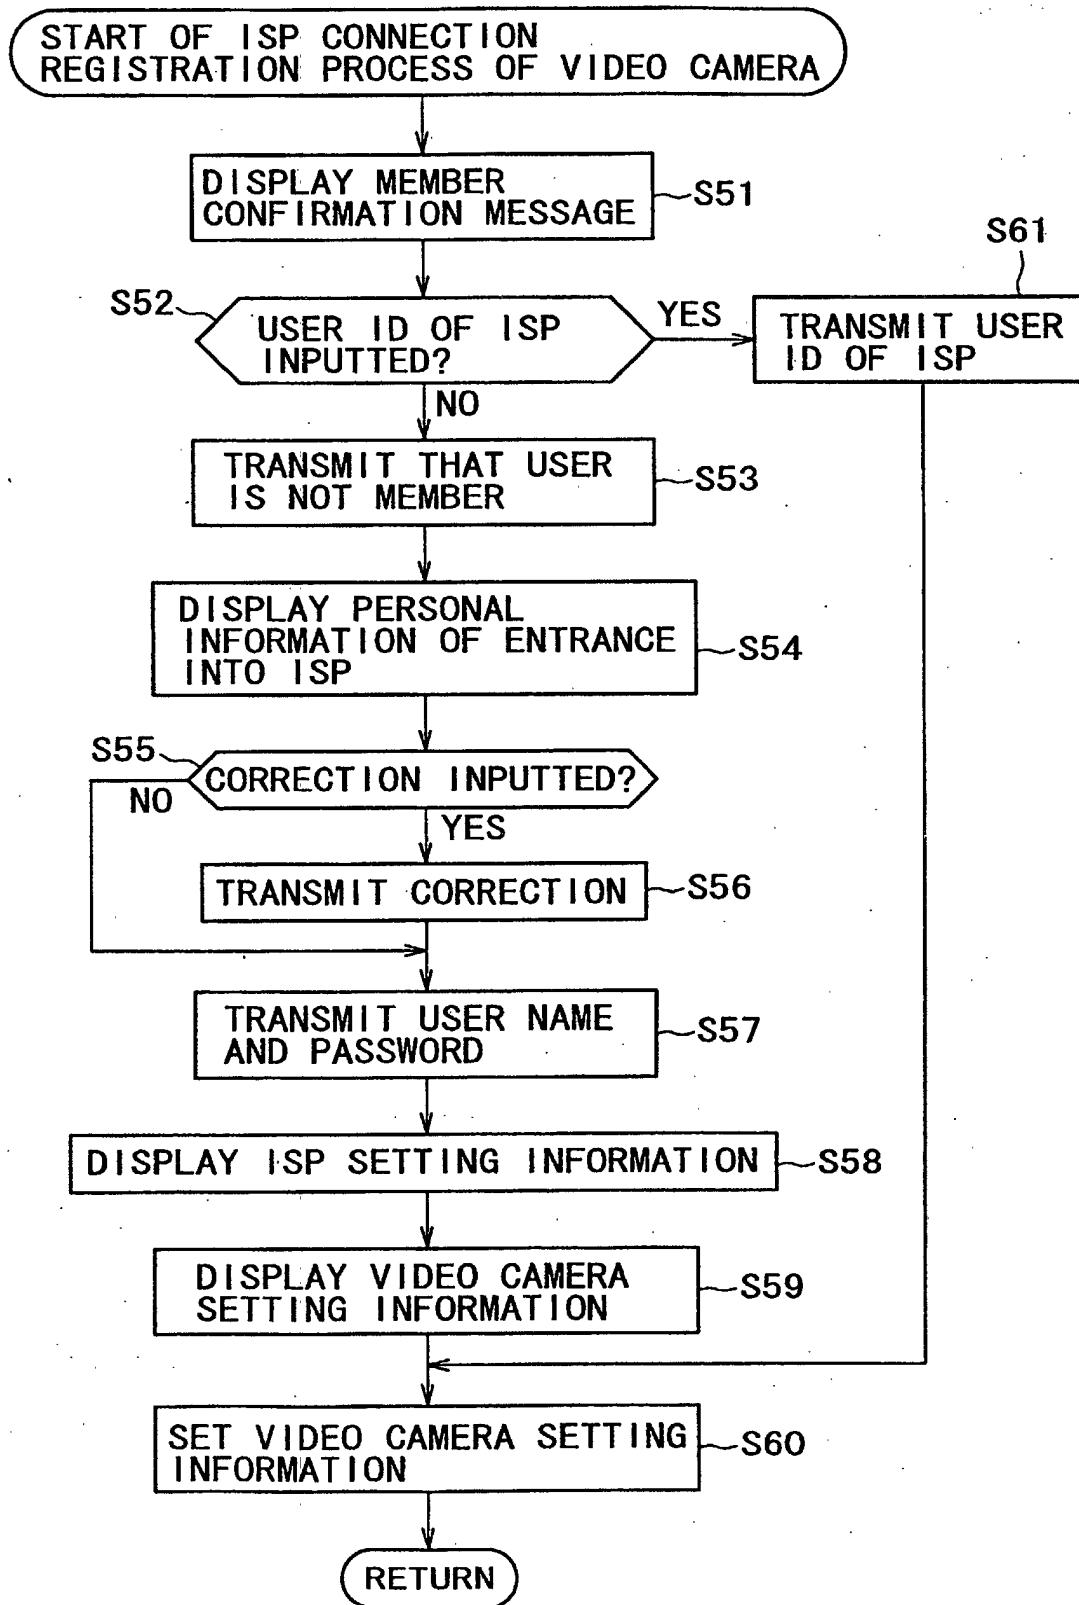 START OF ISP CONNECTION
REGISTRATION PROCESS OF VIDEO CAMERA
DISPLAY MEMBER
CONFIRMATION MESSAGE
S51
S61
S52
USER ID OF ISP
INPUTTED?
YES
TRANSMIT USER
ID OF ISP
NO
TRANSMIT THAT USER
IS NOT MEMBER
S53
DISPLAY PERSONAL
INFORMATION OF ENTRANCE
INTO ISP
S54
S55
CORRECTION INPUTTED?
NO
YES
TRANSMIT CORRECTION
S56
TRANSMIT USER NAME
AND PASSWORD
S57
DISPLAY ISP SETTING INFORMATION
S58
DISPLAY VIDEO CAMERA
SETTING INFORMATION
S59
SET VIDEO CAMERA SETTING
INFORMATION
S60
RETURN